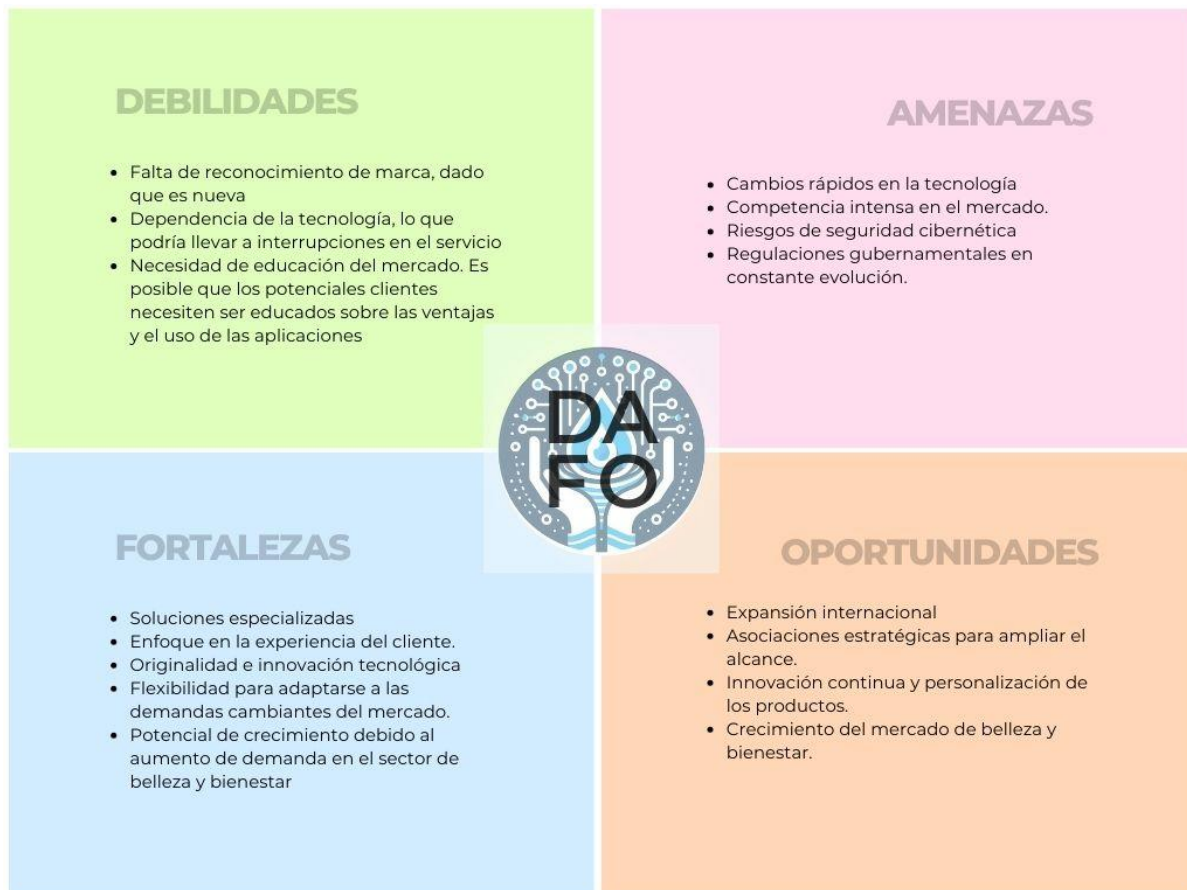 DEBILIDADES
• Falta de reconocimiento de marca, dado
que es nueva
• Dependencia de la tecnología, lo que
podría llevar a interrupciones en el servicio
• Necesidad de educación del mercado. Es
posible que los potenciales clientes
necesiten ser educados sobre las ventajas
y el uso de las aplicaciones
AMENAZAS
• Cambios rápidos en la tecnología
• Competencia intensa en el mercado.
• Riesgos de seguridad cibernética
• Regulaciones gubernamentales en
constante evolución.
DA
FO
FORTALEZAS
• Soluciones especializadas
• Enfoque en la experiencia del cliente.
• Originalidad e innovación tecnológica
• Flexibilidad para adaptarse a las
demandas cambiantes del mercado.
• Potencial de crecimiento debido al
aumento de demanda en el sector de
belleza y bienestar
OPORTUNIDADES
• Expansión internacional
• Asociaciones estratégicas para ampliar el
alcance.
• Innovación continua y personalización de
los productos.
• Crecimiento del mercado de belleza y
bienestar.